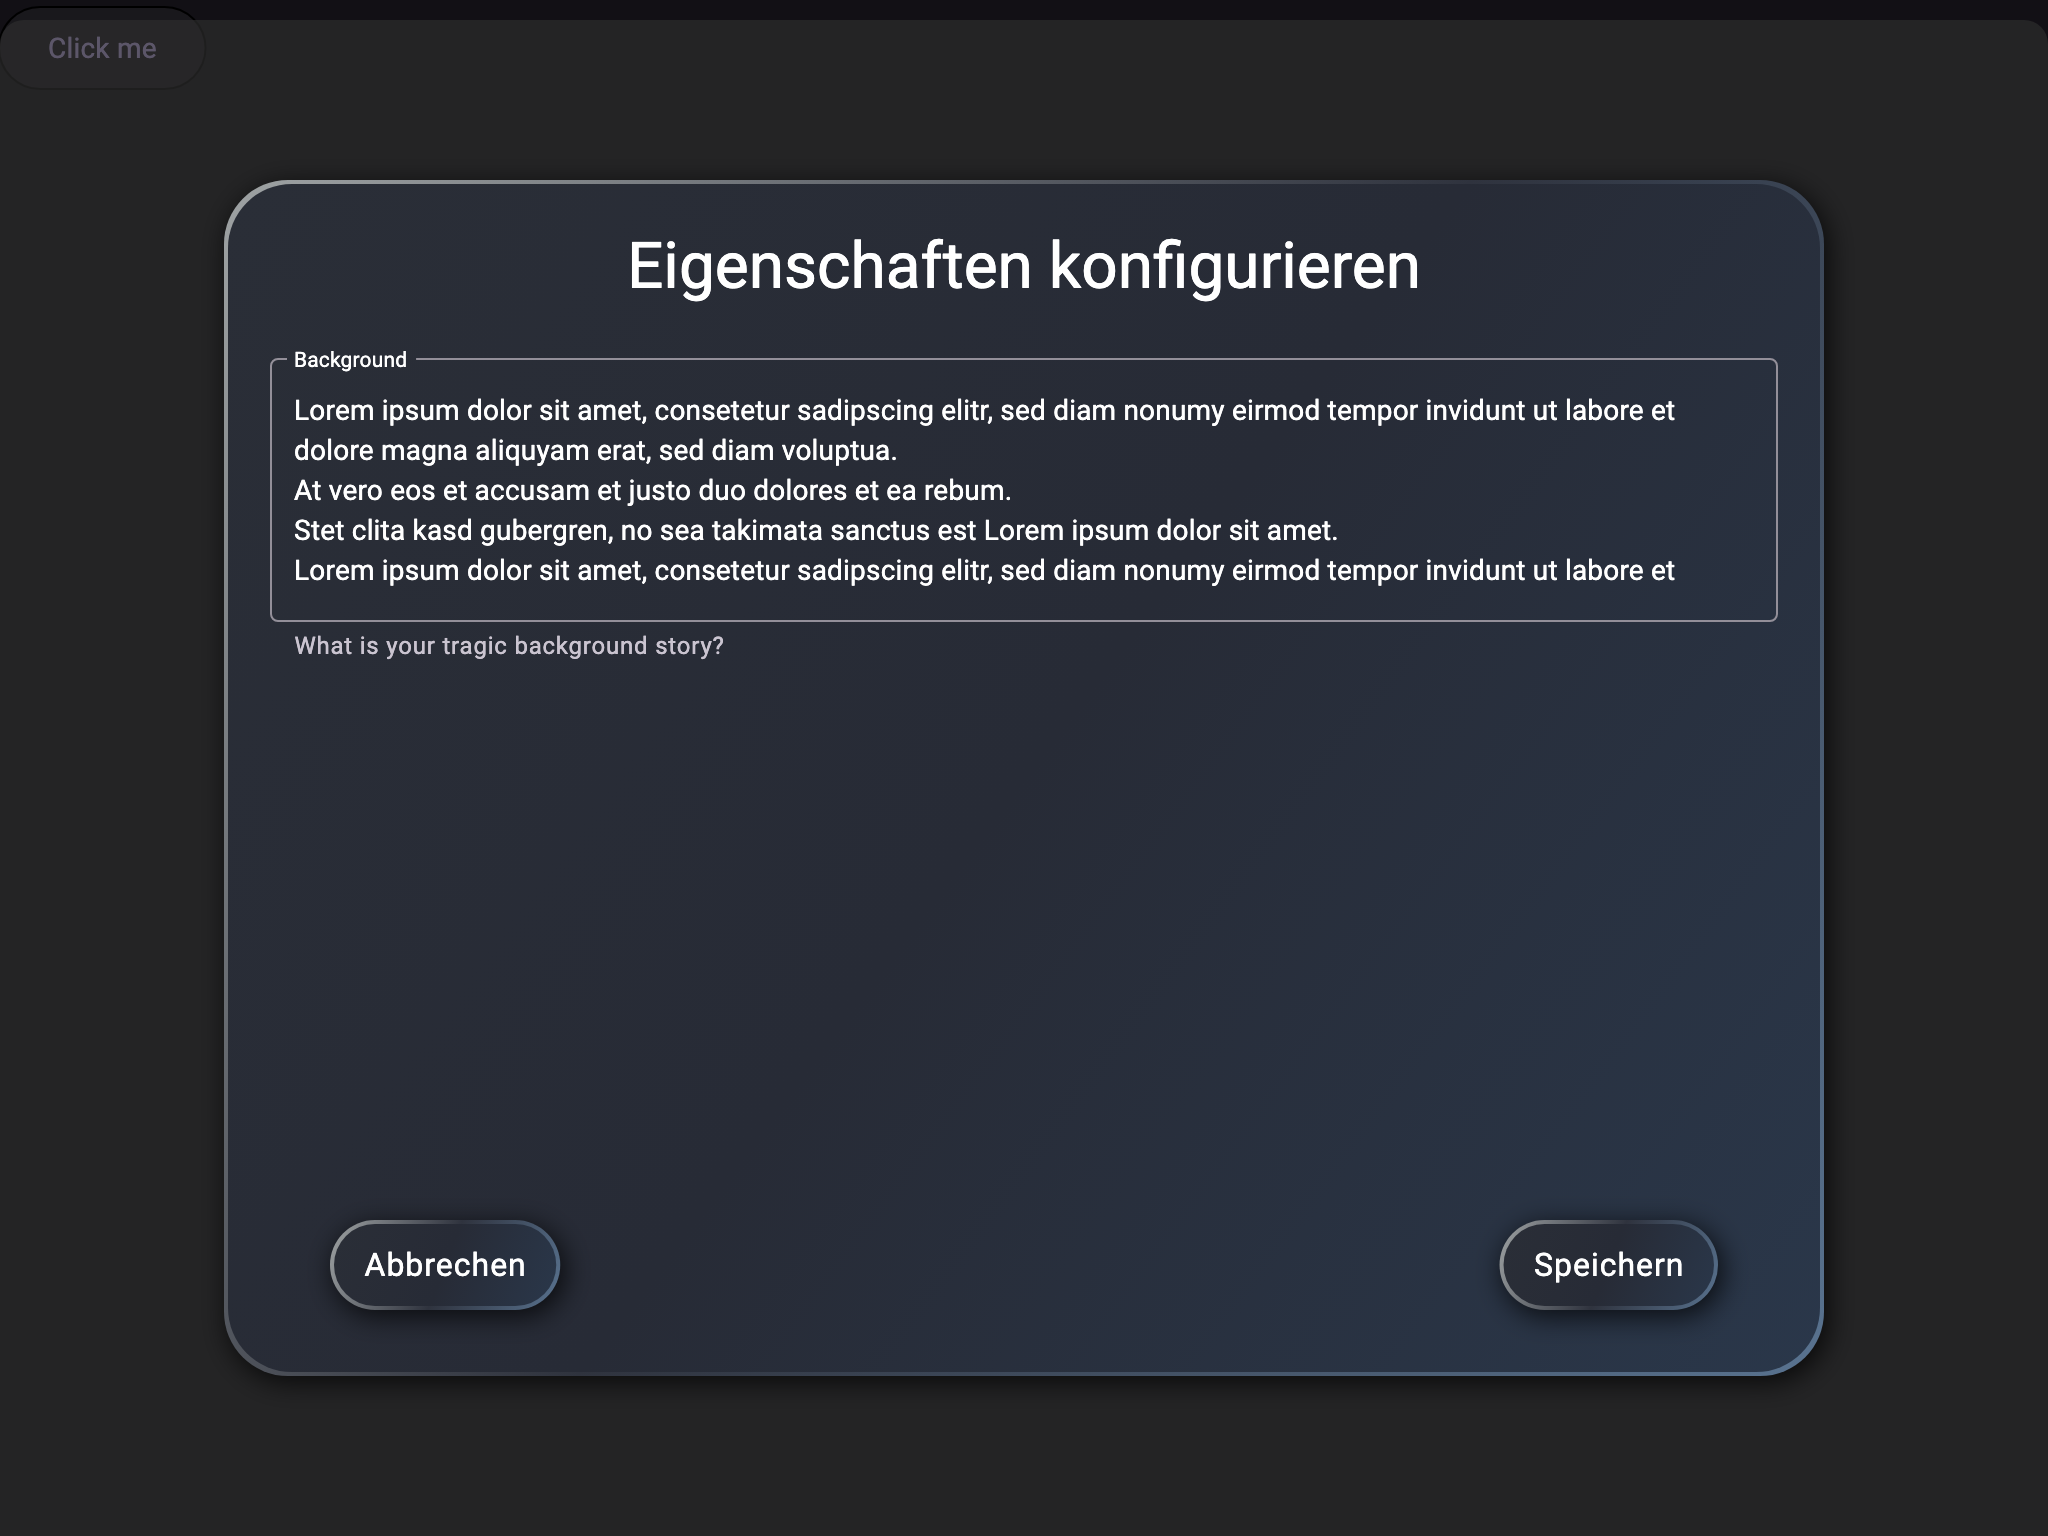 Click me
Eigenschaften konfigurieren
Background
Lorem ipsum dolor sit amet, consetetur sadipscing elitr, sed diam nonumy eirmod tempor invidunt ut labore et
dolore magna aliquyam erat, sed diam voluptua.
At vero eos et accusam et justo duo dolores et ea rebum.
Stet clita kasd gubergren, no sea takimata sanctus est Lorem ipsum dolor sit amet.
Lorem ipsum dolor sit amet, consetetur sadipscing elitr, sed diam nonumy eirmod tempor invidunt ut labore et
What is your tragic background story?
Abbrechen
Speichern